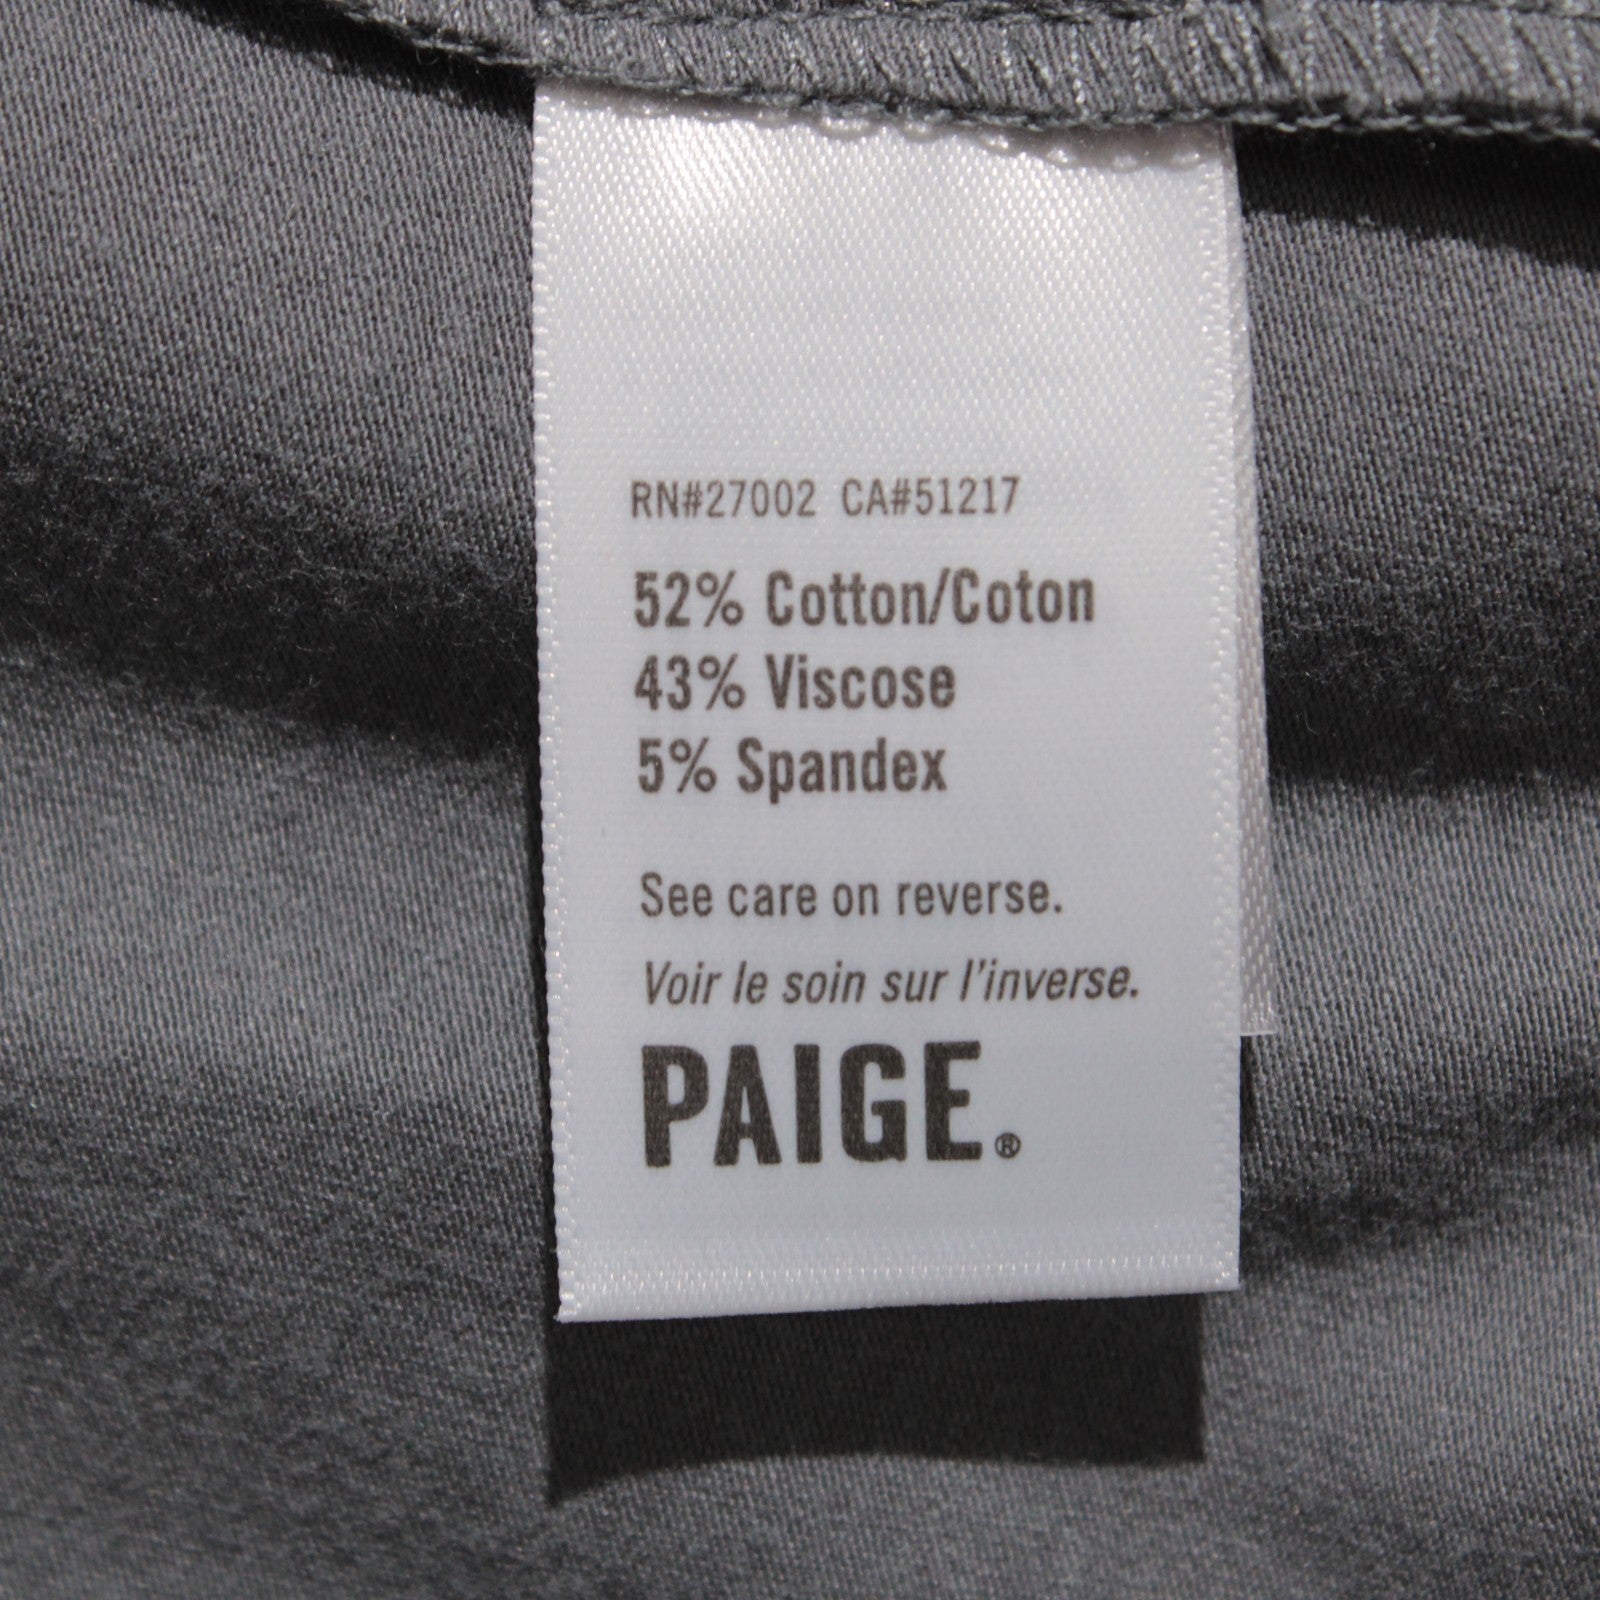 RN#27002 CA#51217
52% Cotton/Coton
43% Viscose
5% Spandex
See care on reverse.
Voir le soin sur l'inverse.
PAIGE.®